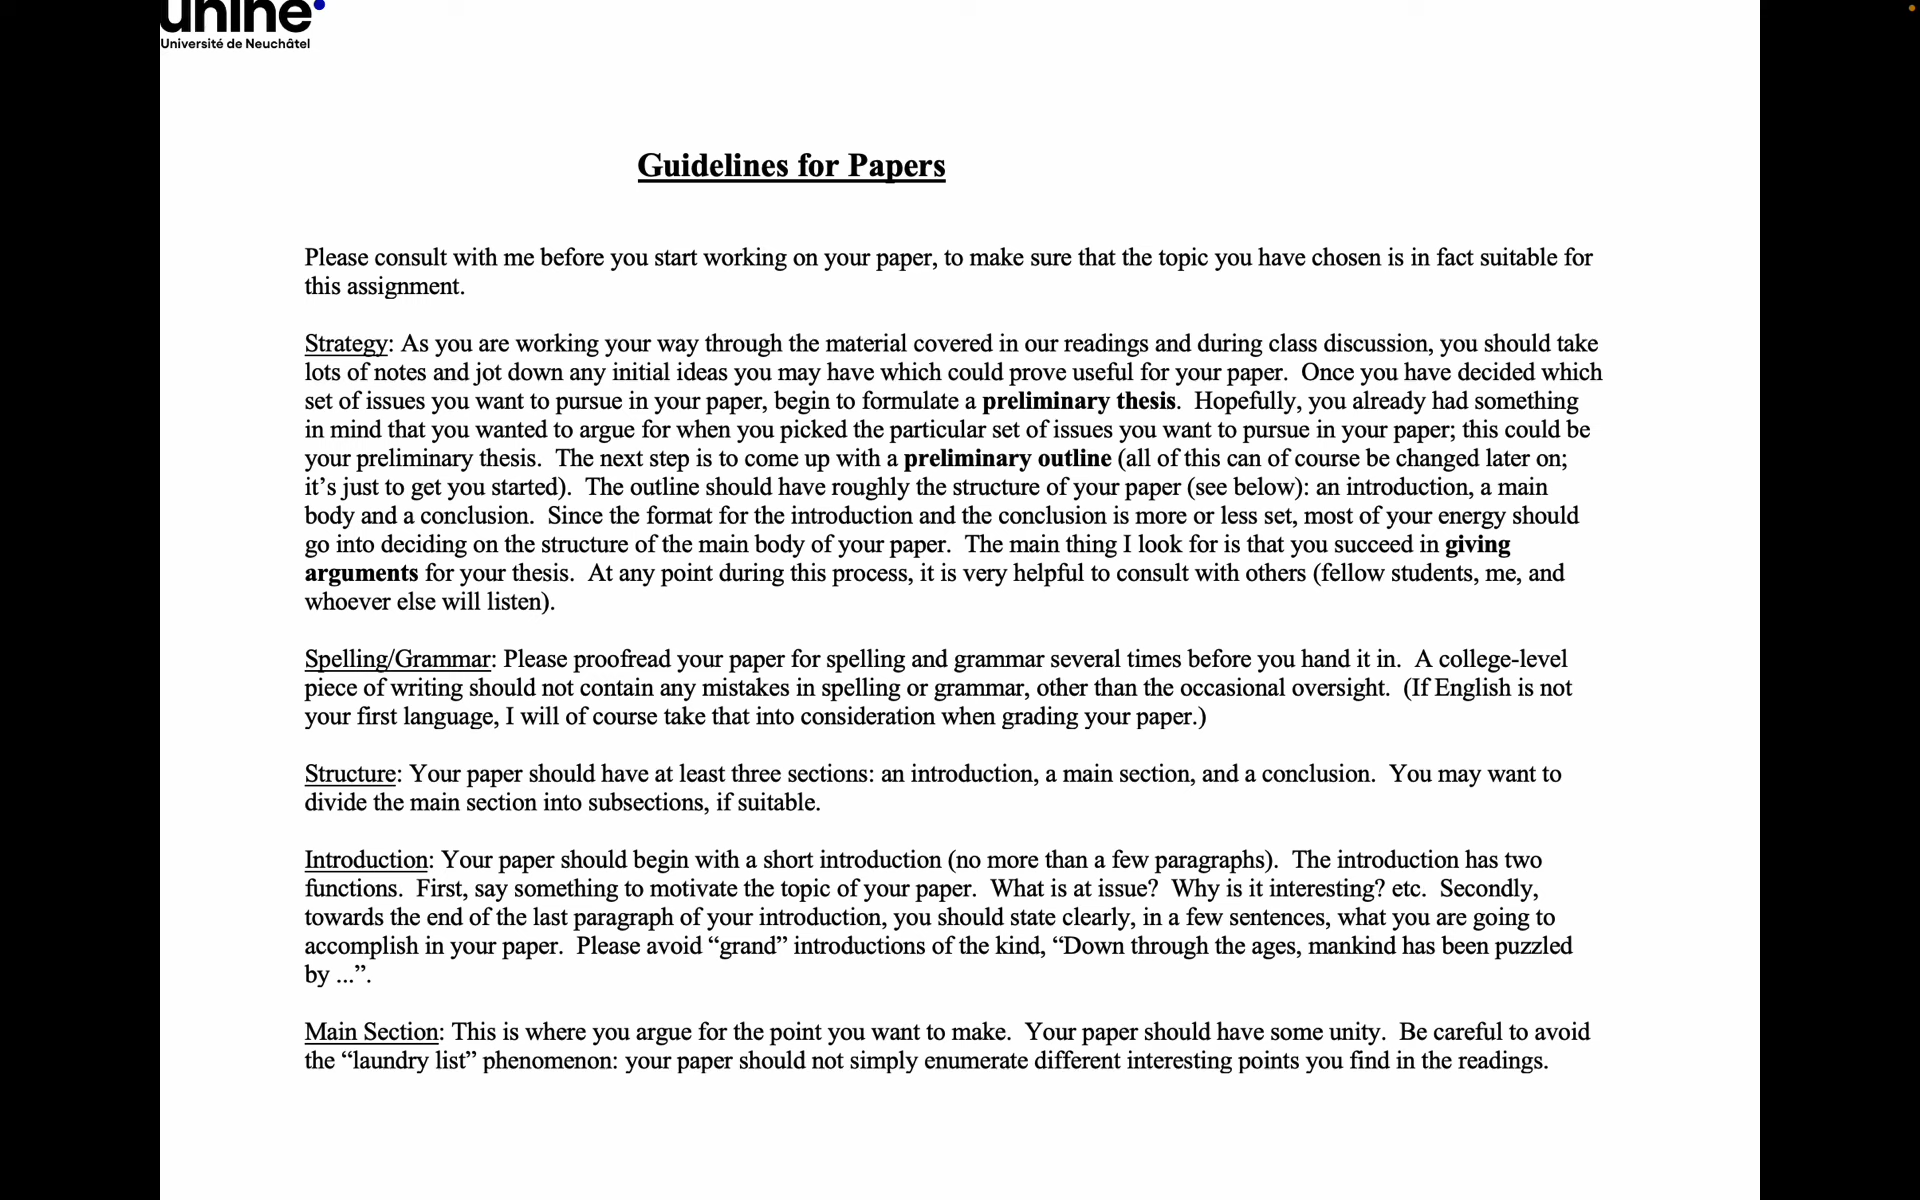 unine
Université de Neuchâtel
Guidelines for Papers
Please consult with me before you start working on your paper, to make sure that the topic you have chosen is in fact suitable for
this assignment.
Strategy: As you are working your way through the material covered in our readings and during class discussion, you should take
lots of notes and jot down any initial ideas you may have which could prove useful for your paper.  Once you have decided which
set of issues you want to pursue in your paper, begin to formulate a preliminary thesis.  Hopefully, you already had something
in mind that you wanted to argue for when you picked the particular set of issues you want to pursue in your paper; this could be
your preliminary thesis.  The next step is to come up with a preliminary outline (all of this can of course be changed later on;
it’s just to get you started).  The outline should have roughly the structure of your paper (see below): an introduction, a main
body and a conclusion.  Since the format for the introduction and the conclusion is more or less set, most of your energy should
go into deciding on the structure of the main body of your paper.  The main thing I look for is that you succeed in giving
arguments for your thesis.  At any point during this process, it is very helpful to consult with others (fellow students, me, and
whoever else will listen).
Spelling/Grammar: Please proofread your paper for spelling and grammar several times before you hand it in.  A college-level
piece of writing should not contain any mistakes in spelling or grammar, other than the occasional oversight.  (If English is not
your first language, I will of course take that into consideration when grading your paper.)
Structure: Your paper should have at least three sections: an introduction, a main section, and a conclusion.  You may want to
divide the main section into subsections, if suitable.
Introduction: Your paper should begin with a short introduction (no more than a few paragraphs).  The introduction has two
functions.  First, say something to motivate the topic of your paper.  What is at issue?  Why is it interesting? etc.  Secondly,
towards the end of the last paragraph of your introduction, you should state clearly, in a few sentences, what you are going to
accomplish in your paper.  Please avoid “grand” introductions of the kind, “Down through the ages, mankind has been puzzled
by ...”.
Main Section: This is where you argue for the point you want to make.  Your paper should have some unity.  Be careful to avoid
the “laundry list” phenomenon: your paper should not simply enumerate different interesting points you find in the readings.